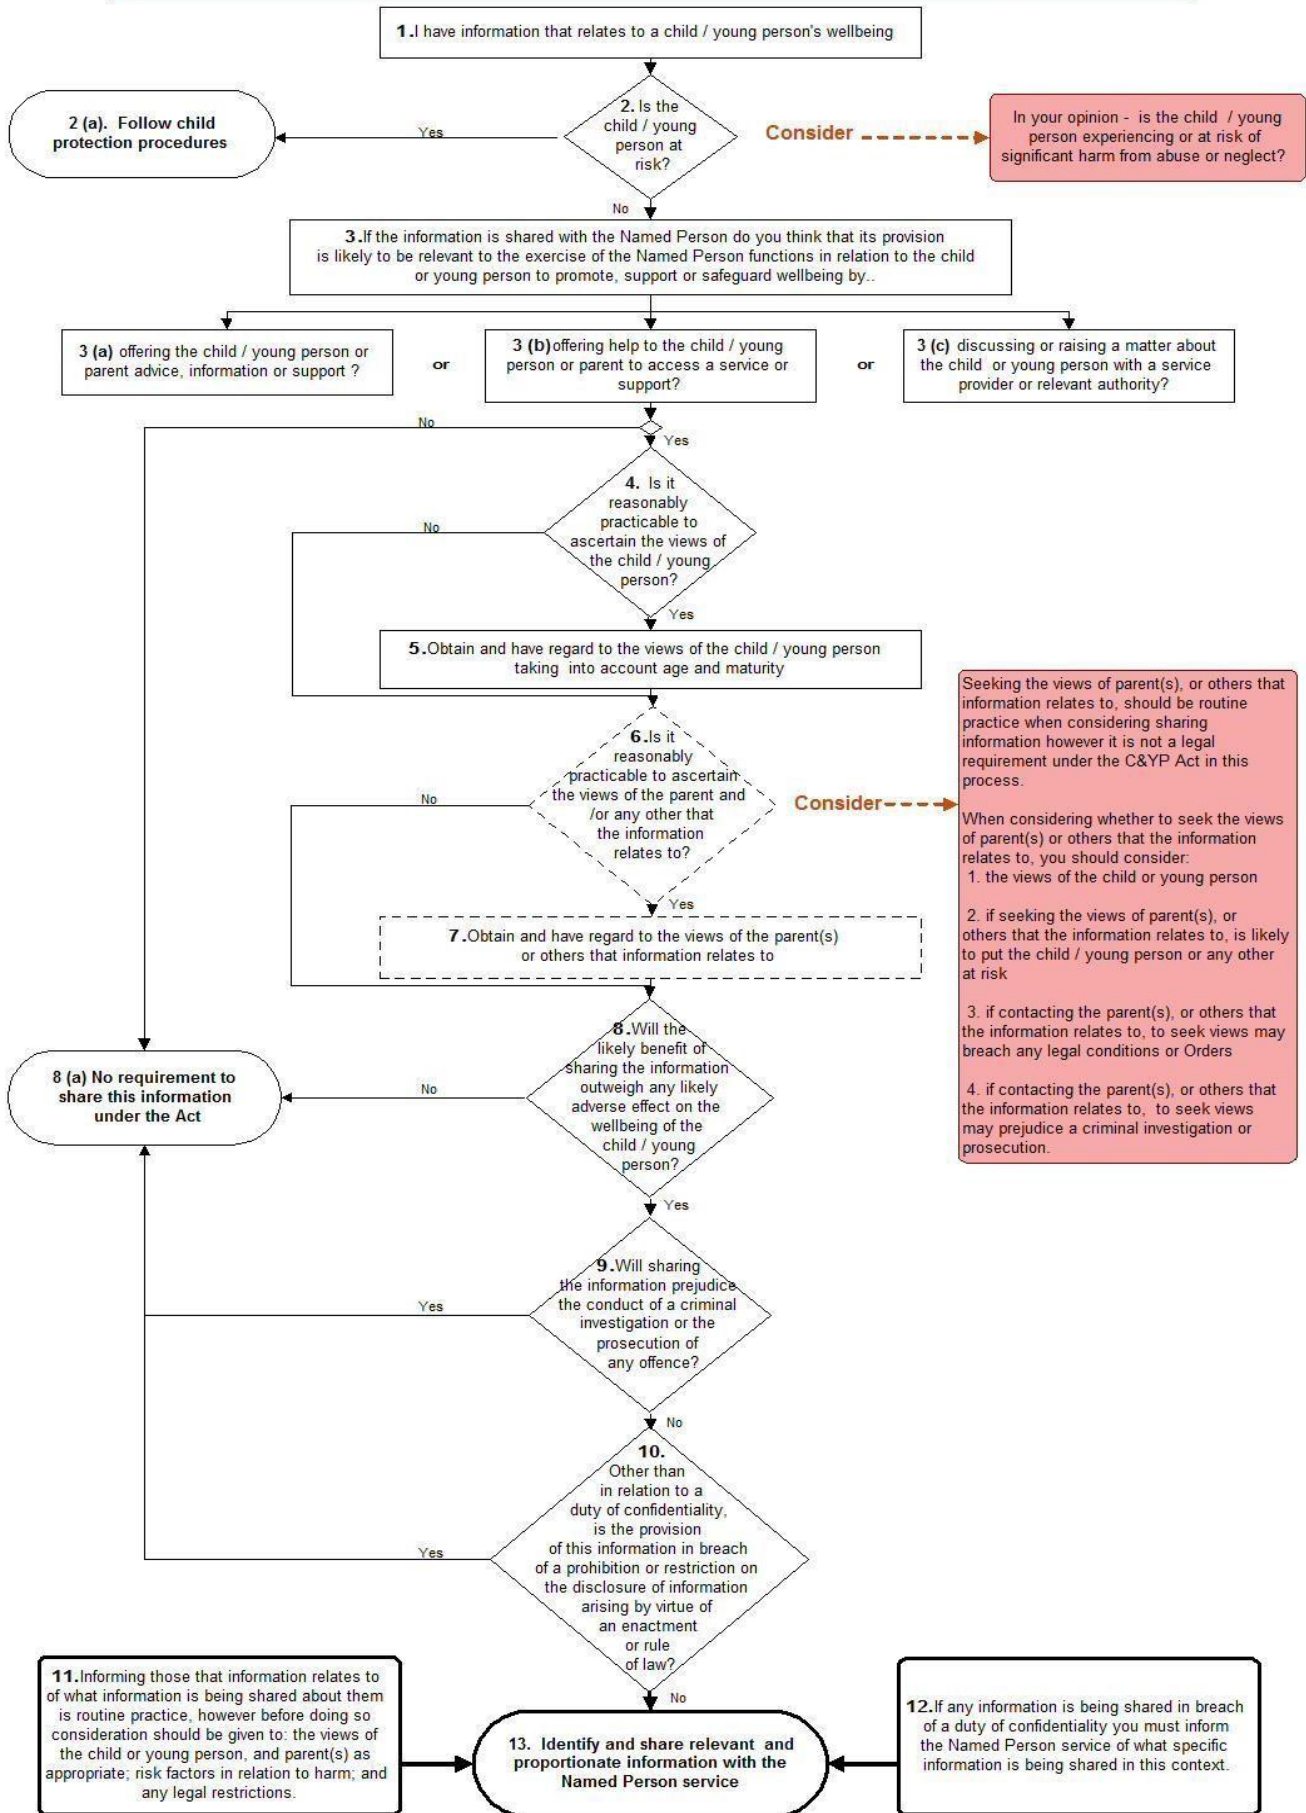 1.I have information that relates to a child / young person's wellbeing
2 (a).  Follow child
protection procedures
Yes
2. Is the
child / young
person at
risk?
Consider
In your opinion -  is the child  / young
person experiencing or at risk of
significant harm from abuse or neglect?
No
3.If the information is shared with the Named Person do you think that its provision
is likely to be relevant to the exercise of the Named Person functions in relation to the child
or young person to promote, support or safeguard wellbeing by..
3 (a) offering the child / young person or
parent advice, information or support ?
or
3 (b)offering help to the child / young
person or parent to access a service or
support?
or
3 (c) discussing or raising a matter about
the child  or young person with a service
provider or relevant authority?
No
Yes
4.  Is it
reasonably
practicable to
ascertain the views of
the child / young
person?
No
Yes
5.Obtain and have regard to the views of the child / young person
taking  into account age and maturity
6.Is it
reasonably
practicable to ascertain
the views of the parent and
/or any other that
the information
relates to?
No
Consider
Seeking the views of parent(s), or others that
information relates to, should be routine
practice when considering sharing
information however it is not a legal
requirement under the C&YP Act in this
process.
When considering whether to seek the views
of parent(s) or others that the information
relates to, you should consider:
1. the views of the child or young person
2. if seeking the views of parent(s), or
others that the information relates to, is likely
to put the child / young person or any other
at risk
3. if contacting the parent(s), or others that
the information relates to, to seek views may
breach any legal conditions or Orders
4. if contacting the parent(s), or others that
the information relates to,  to seek views
may prejudice a criminal investigation or
prosecution.
Yes
7.Obtain and have regard to the views of the parent(s)
or others that information relates to
8.Will the
likely benefit of
sharing the information
outweigh any likely
adverse effect on the
wellbeing of the
child / young
person?
No
8 (a) No requirement to
share this information
under the Act
Yes
9.Will sharing
the information prejudice
the conduct of a criminal
investigation or the
prosecution of
any offence?
Yes
No
10.
Other than
in relation to a
duty of confidentiality,
is the provision
of this information in breach
of a prohibition or restriction on
the disclosure of information
arising by virtue of
an enactment
or rule
of law?
Yes
No
11.Informing those that information relates to
of what information is being shared about them
is routine practice, however before doing so
consideration should be given to: the views of
the child or young person, and parent(s) as
appropriate; risk factors in relation to harm; and
any legal restrictions.
13.  Identify and share relevant  and
proportionate information with the
Named Person service
12.If any information is being shared in breach
of a duty of confidentiality you must inform
the Named Person service of what specific
information is being shared in this context.